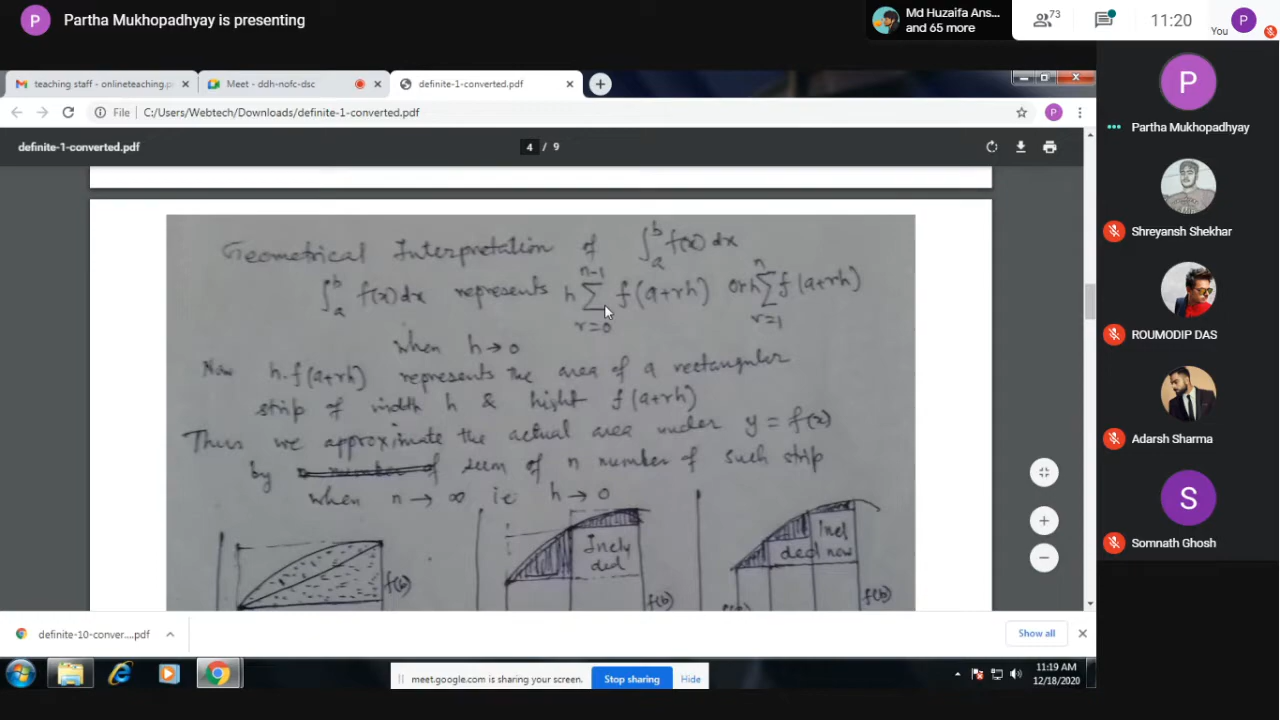 P Partha Mukhopadhyay is presenting
Md Huzaifa Ans...
and 65 more
73
11:20
You
P
teaching staff - onlineteaching.p
Meet - ddh-nofc-dsc
definite-1-converted.pdf
File C:/Users/Webtech/Downloads/definite-1-converted.pdf
P
definite-1-converted.pdf
4 / 9
Geometrical Interpretation of ∫ₐᵇ f(x) dx
∫ₐᵇ f(x) dx represents h ∑ᵣ₌₀ⁿ⁻¹ f(a+rh) or h ∑ᵣ₌₁ⁿ f(a+rh)
when h → 0
Now h.f(a+rh) represents the area of a rectangular
strip of width h & hight f(a+rh)
Thus we approximate the actual area under y = f(x)
by of sum of n number of such strip
when n → ∞ ie h → 0
f(b)
Inclu
ded
f(b)
Incl
ded now
f(b)
P
Partha Mukhopadhyay
Shreyansh Shekhar
ROUMODIP DAS
Adarsh Sharma
S
Somnath Ghosh
definite-10-conver....pdf
Show all
meet.google.com is sharing your screen.
Stop sharing
Hide
11:19 AM
12/18/2020